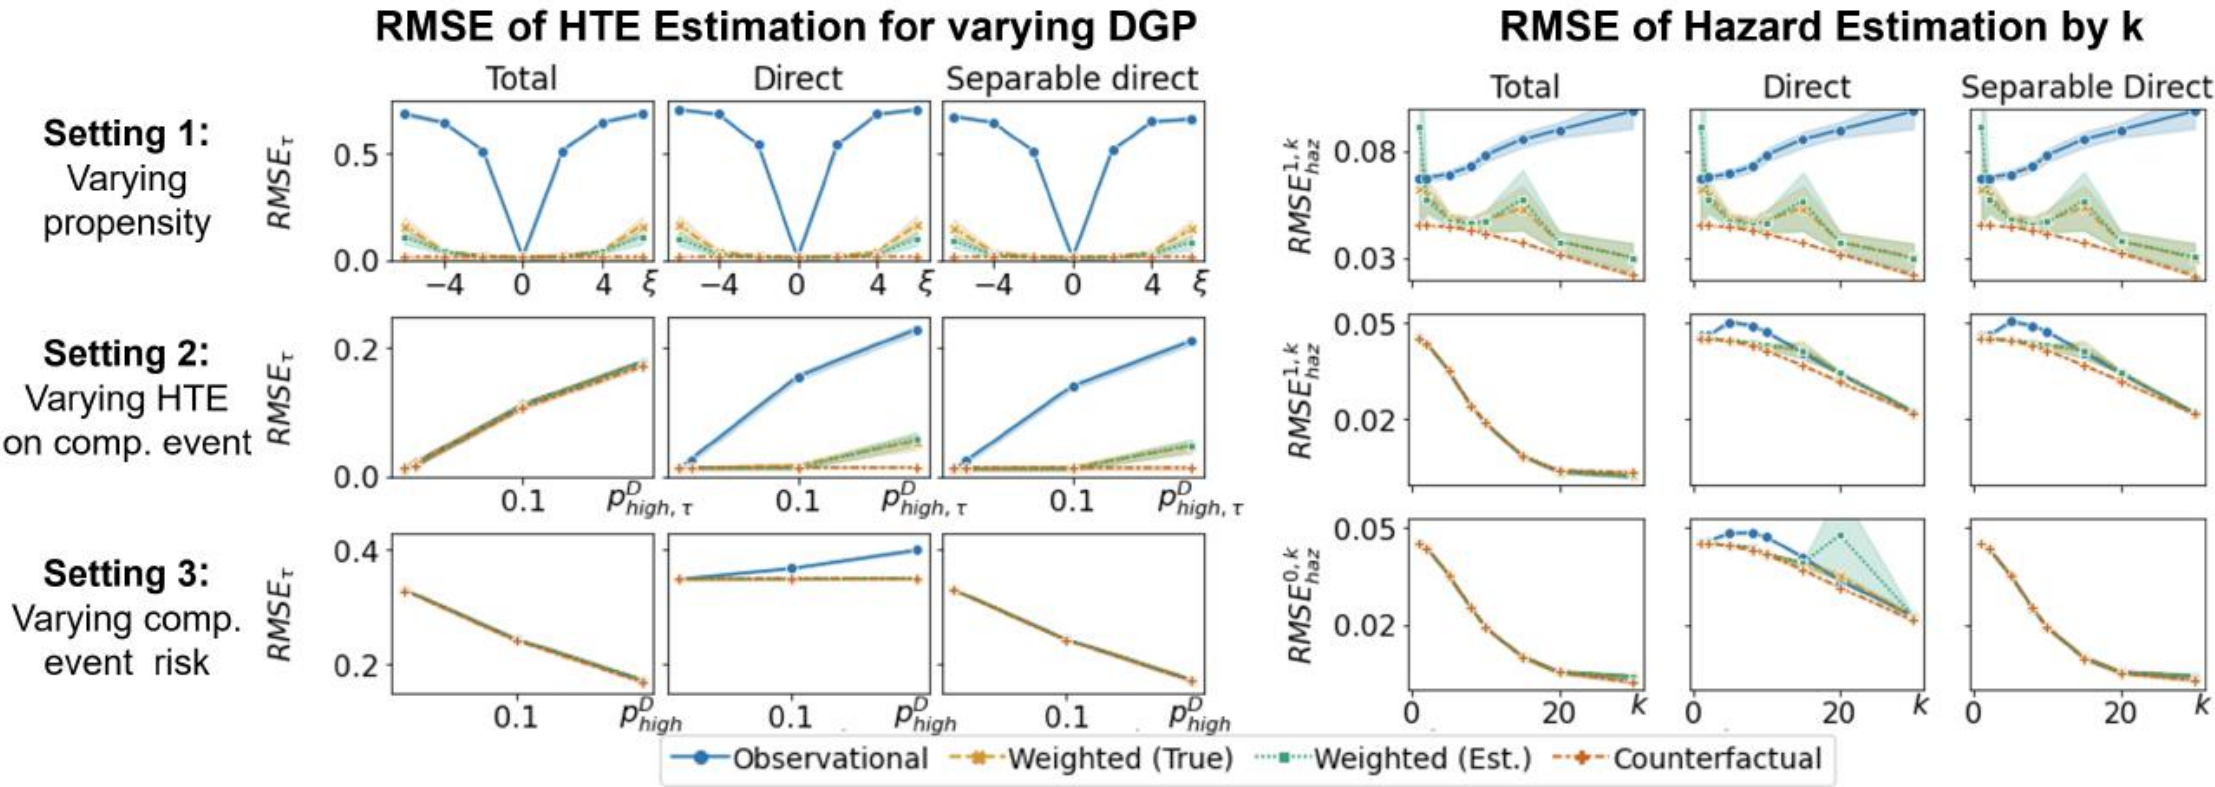 RMSE of HTE Estimation for varying DGP
RMSE of Hazard Estimation by k
Total
Direct
Separable direct
Total
Direct
Separable Direct
Setting 1:
Varying
propensity
RMSE_τ
0.5
0.0
−4 0 4 ξ
−4 0 4 ξ
−4 0 4 ξ
RMSE^{1,k}_{haz}
0.08
0.03
Setting 2:
Varying HTE
on comp. event
RMSE_τ
0.2
0.0
0.1 p^D_{high, τ}
0.1 p^D_{high, τ}
0.1 p^D_{high, τ}
RMSE^{1,k}_{haz}
0.05
0.02
Setting 3:
Varying comp.
event risk
RMSE_τ
0.4
0.2
0.1 p^D_{high}
0.1 p^D_{high}
0.1 p^D_{high}
RMSE^{0,k}_{haz}
0.05
0.02
0 20 k
0 20 k
0 20 k
Observational Weighted (True) Weighted (Est.) Counterfactual